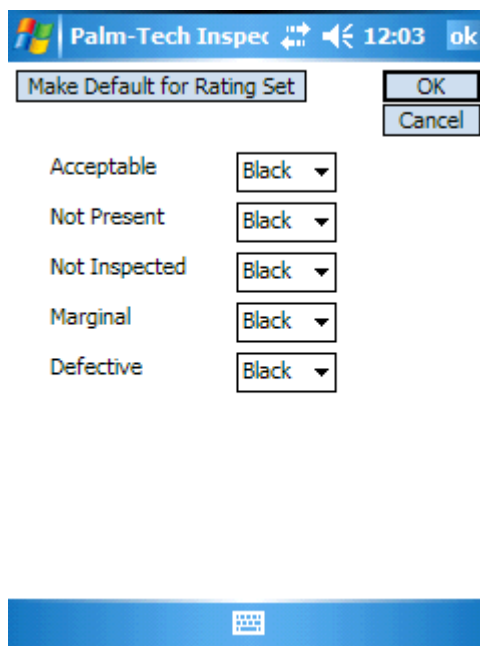 Palm-Tech Inspec 12:03 ok
Make Default for Rating Set OK
Cancel
Acceptable Black
Not Present Black
Not Inspected Black
Marginal Black
Defective Black